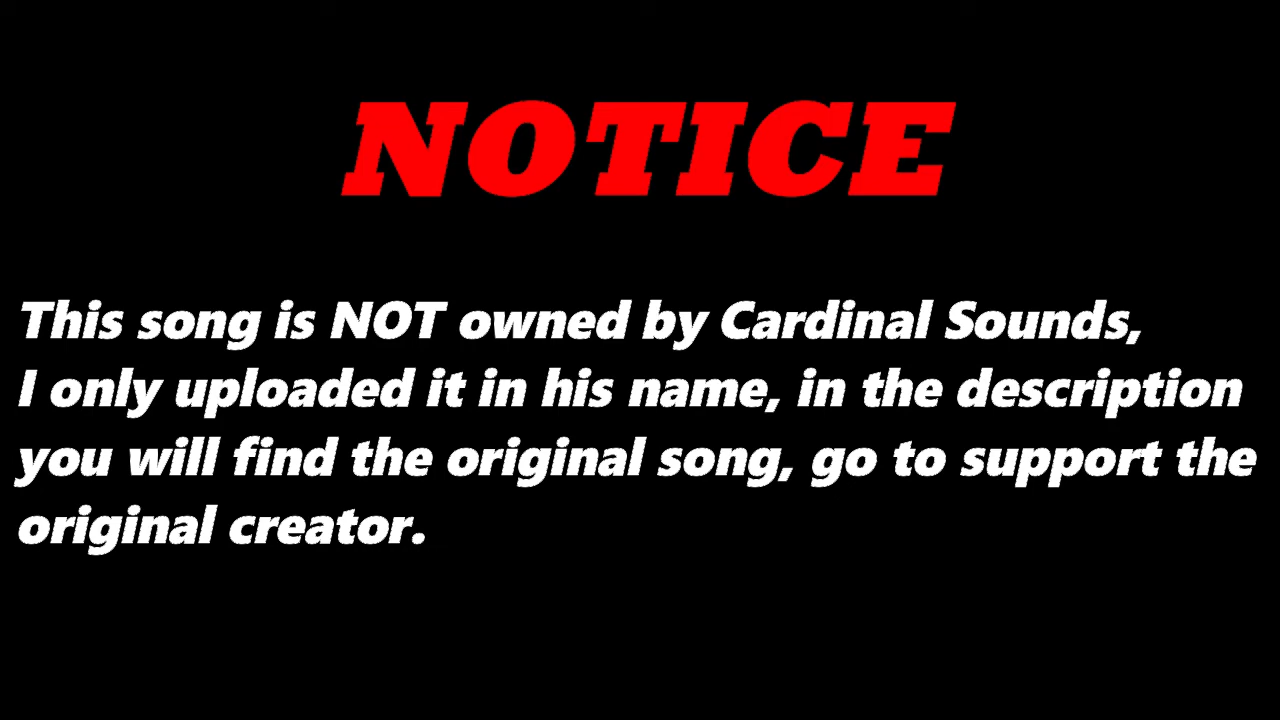 NOTICE
This song is NOT owned by Cardinal Sounds,
I only uploaded it in his name, in the description
you will find the original song, go to support the
original creator.